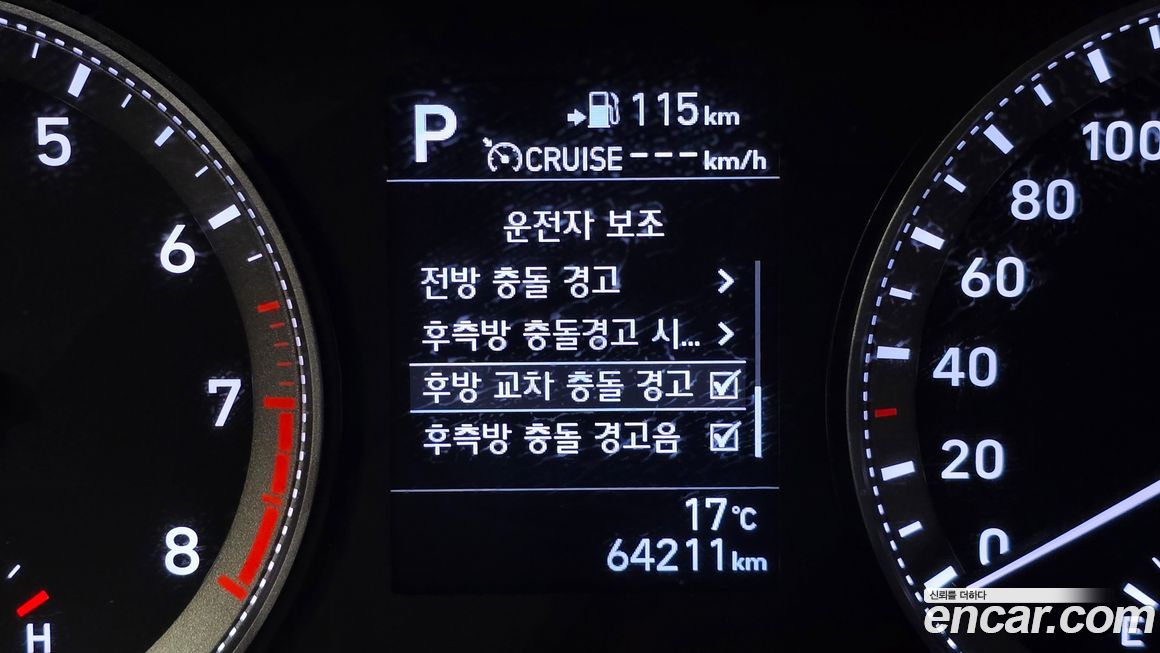 5
6
7
8
H
P
115km
CRUISE ---km/h
운전자 보조
전방 충돌 경고
후측방 충돌경고 시...
후방 교차 충돌 경고
후측방 충돌 경고음
17℃
64211km
100
80
60
40
20
0
E
신뢰를 더하다
encar.com